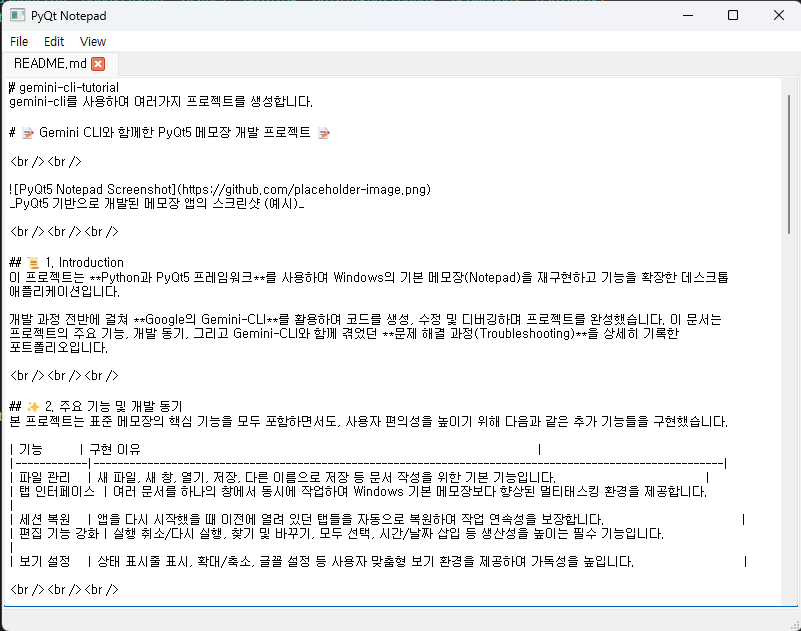 PyQt Notepad
File Edit View
README.md
# gemini-cli-tutorial
gemini-cli를 사용하여 여러가지 프로젝트를 생성합니다.
# 📝 Gemini CLI와 함께한 PyQt5 메모장 개발 프로젝트 📝
<br /><br />
![PyQt5 Notepad Screenshot](https://github.com/placeholder-image.png)
_PyQt5 기반으로 개발된 메모장 앱의 스크린샷 (예시)_
<br /><br /><br />
## 📜 1. Introduction
이 프로젝트는 **Python과 PyQt5 프레임워크**를 사용하여 Windows의 기본 메모장(Notepad)을 재구현하고 기능을 확장한 데스크톱
애플리케이션입니다.
개발 과정 전반에 걸쳐 **Google의 Gemini-CLI**를 활용하여 코드를 생성, 수정 및 디버깅하며 프로젝트를 완성했습니다. 이 문서는
프로젝트의 주요 기능, 개발 동기, 그리고 Gemini-CLI와 함께 겪었던 **문제 해결 과정(Troubleshooting)**을 상세히 기록한
포트폴리오입니다.
<br /><br /><br />
## ✨ 2. 주요 기능 및 개발 동기
본 프로젝트는 표준 메모장의 핵심 기능을 모두 포함하면서도, 사용자 편의성을 높이기 위해 다음과 같은 추가 기능들을 구현했습니다.
| 기능 | 구현 이유 |
|------------|---------------------------------------------------------------------------------------------------------|
| 파일 관리 | 새 파일, 새 창, 열기, 저장, 다른 이름으로 저장 등 문서 작성을 위한 기본 기능입니다. |
| 탭 인터페이스 | 여러 문서를 하나의 창에서 동시에 작업하여 Windows 기본 메모장보다 향상된 멀티태스킹 환경을 제공합니다.
|
| 세션 복원 | 앱을 다시 시작했을 때 이전에 열려 있던 탭들을 자동으로 복원하여 작업 연속성을 보장합니다. |
| 편집 기능 강화 | 실행 취소/다시 실행, 찾기 및 바꾸기, 모두 선택, 시간/날짜 삽입 등 생산성을 높이는 필수 기능입니다.
|
| 보기 설정 | 상태 표시줄 표시, 확대/축소, 글꼴 설정 등 사용자 맞춤형 보기 환경을 제공하여 가독성을 높입니다. |
<br /><br /><br />